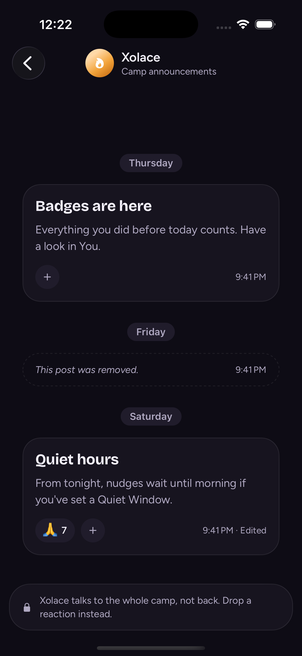 12:22
Xolace
Camp announcements
Thursday
Badges are here
Everything you did before today counts. Have
a look in You.
+
9:41 PM
Friday
This post was removed.
9:41 PM
Saturday
Quiet hours
From tonight, nudges wait until morning if
you've set a Quiet Window.
🙏 7
+
9:41 PM · Edited
Xolace talks to the whole camp, not back. Drop a
reaction instead.